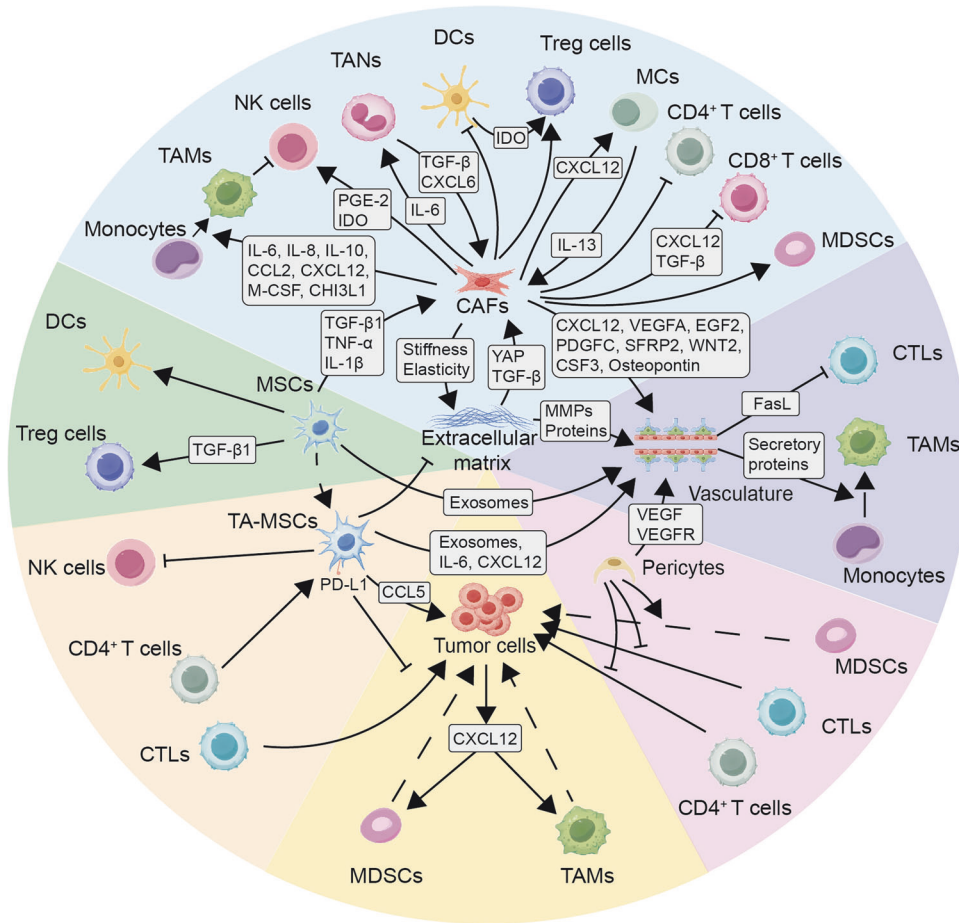 DCs
Treg cells
TANs
MCs
NK cells
CD4⁺ T cells
IDO
TAMs
TGF-β
CXCL6
CXCL12
CD8⁺ T cells
PGE-2
IDO
IL-6
Monocytes
IL-13
CXCL12
TGF-β
MDSCs
IL-6, IL-8, IL-10,
CCL2, CXCL12,
M-CSF, CHI3L1
CAFs
DCs
TGF-β1
TNF-α
IL-1β
Stiffness
Elasticity
YAP
TGF-β
CXCL12, VEGFA, EGF2,
PDGFC, SFRP2, WNT2,
CSF3, Osteopontin
CTLs
MSCs
FasL
MMPs
Proteins
Treg cells
TGF-β1
Extracellular
matrix
Secretory
proteins
TAMs
Exosomes
Vasculature
TA-MSCs
VEGF
VEGFR
Exosomes,
IL-6, CXCL12
NK cells
Pericytes
Monocytes
PD-L1
CCL5
CD4⁺ T cells
Tumor cells
MDSCs
CTLs
CXCL12
CTLs
CD4⁺ T cells
MDSCs
TAMs